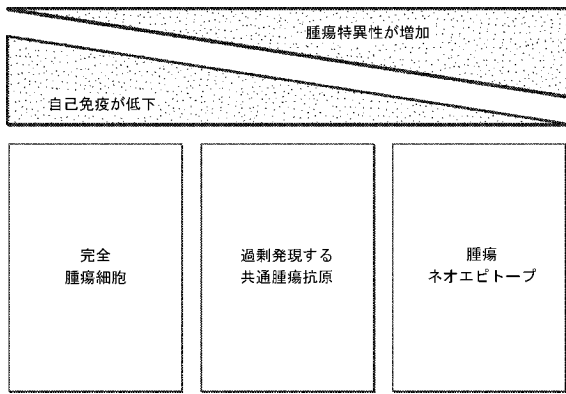 腫瘍特異性が増加
自己免疫が低下
完全
腫瘍細胞
過剰発現する
共通腫瘍抗原
腫瘍
ネオエピトープ